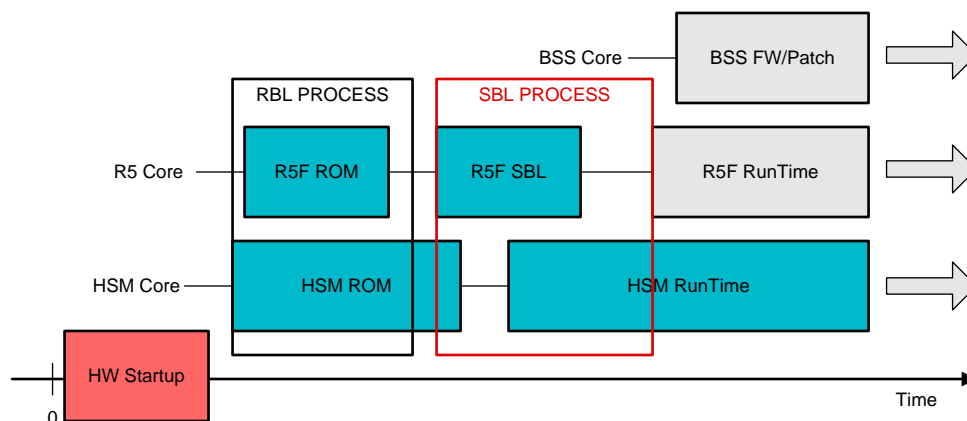 BSS Core
BSS FW/Patch
RBL PROCESS
SBL PROCESS
R5 Core
R5F ROM
R5F SBL
R5F RunTime
HSM Core
HSM ROM
HSM RunTime
HW Startup
0
Time